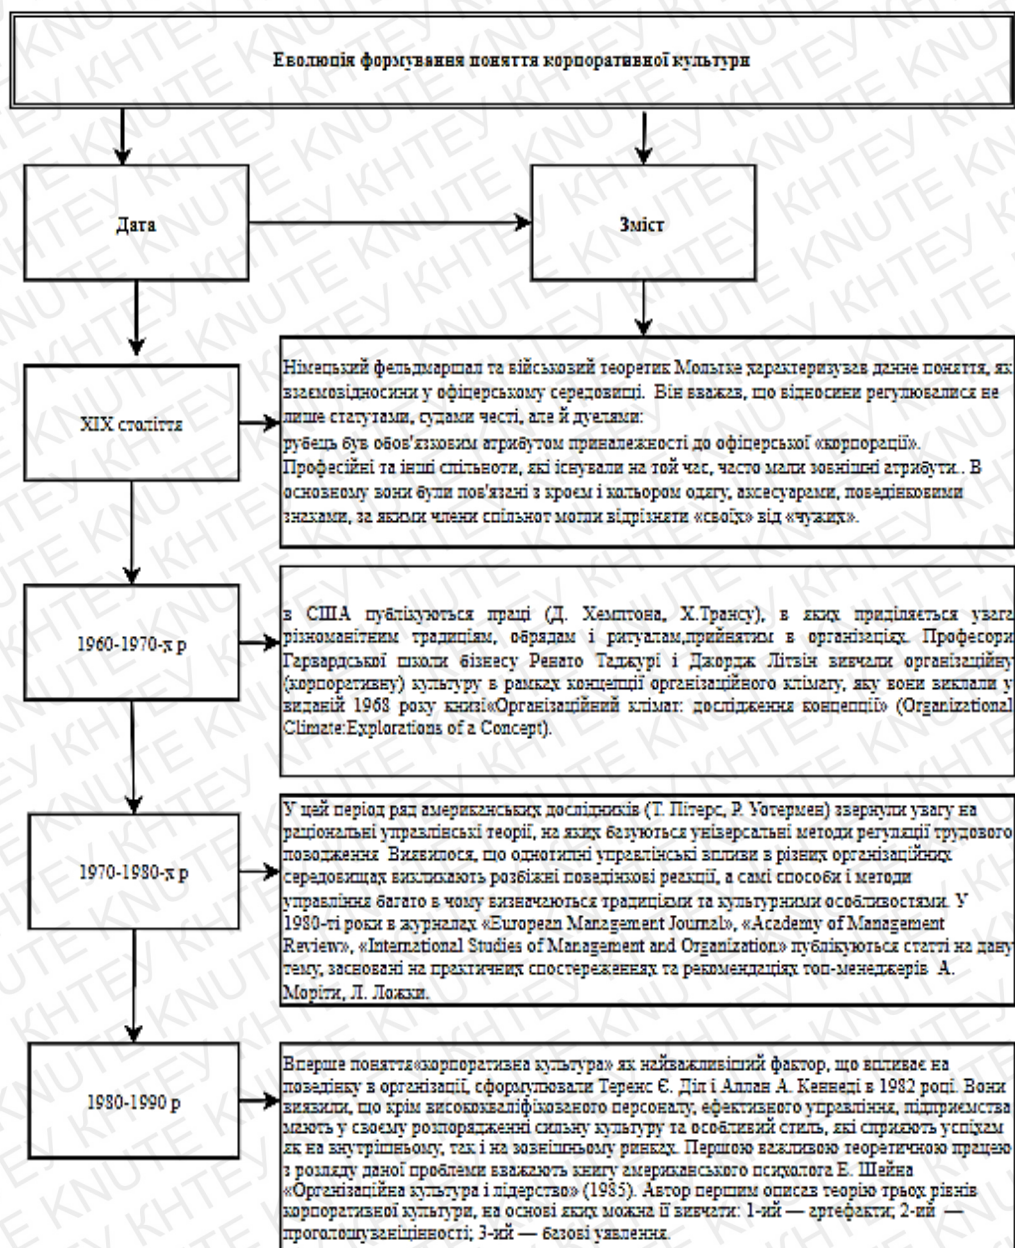 Еволюція формування поняття корпоративної культури
Дата
Зміст
XIX століття
Німецький фельдмаршал та військовий теоретик Мольтке характеризував данне поняття, як
взаємовідносини у офіцерському середовищі. Він вважав, що відносини регулювалися не
лише статутами, судами честі, але й дуелями:
рубець був обов'язковим атрибутом приналежності до офіцерської «корпорації».
Професійні та інші спільноти, які існували на той час, часто мали зовнішні атрибути.. В
основному вони були пов'язані з кроєм і кольором одягу, аксесуарами, поведінковими
знаками, за якими члени спільнот могли відрізняти «своїх» від «чужих».
1960-1970-х р
в США публікуються праці (Д. Хемптона, Х.Трансу), в яких приділяється увага
різноманітним традиціям, обрядам і ритуалам,прийнятим в організаціях. Професори
Гарвардської школи бізнесу Ренато Таджурі і Джордж Літвін вивчали організаційну
(корпоративну) культуру в рамках концепції організаційного клімату, яку вони виклали у
виданій 1968 року книзі«Організаційний клімат: дослідження концепції» (Organizational
Climate:Explorations of a Concept).
1970-1980-х р
У цей період ряд американських дослідників (Т. Пітерс, Р. Уотермен) звернули увагу на
раціональні управлінські теорії, на яких базуються універсальні методи регуляції трудового
поводження Виявилося, що однотипні управлінські впливи в різних організаційних
середовищах викликають розбіжні поведінкові реакції, а самі способи і методи
управління багато в чому визначаються традиціями та культурними особливостями. У
1980-ті роки в журналах «European Management Journal», «Academy of Management
Review», «International Studies of Management and Organization» публікуються статті на дану
тему, засновані на практичних спостереженнях та рекомендаціях топ-менеджерів А.
Моріти, Л. Ложки.
1980-1990 р
Вперше поняття«корпоративна культура» як найважливіший фактор, що впливає на
поведінку в організації, сформулювали Теренс Є. Діл і Аллан А. Кеннеді в 1982 році. Вони
виявили, що крім висококваліфікованого персоналу, ефективного управління, підприємства
мають у своєму розпорядженні сильну культуру та особливий стиль, які сприяють успіхам
як на внутрішньому, так і на зовнішньому ринках. Першою важливою теоретичною працею
з розляду даної проблеми вважають книгу американського психолога Е. Шейна
«Організаційна культура і лідерство» (1985). Автор першим описав теорію трьох рівнів
корпоративної культури, на основі яких можна її вивчати: 1-ий — артефакти; 2-ий —
проголошуваніцінності; 3-ий — базові уявлення.